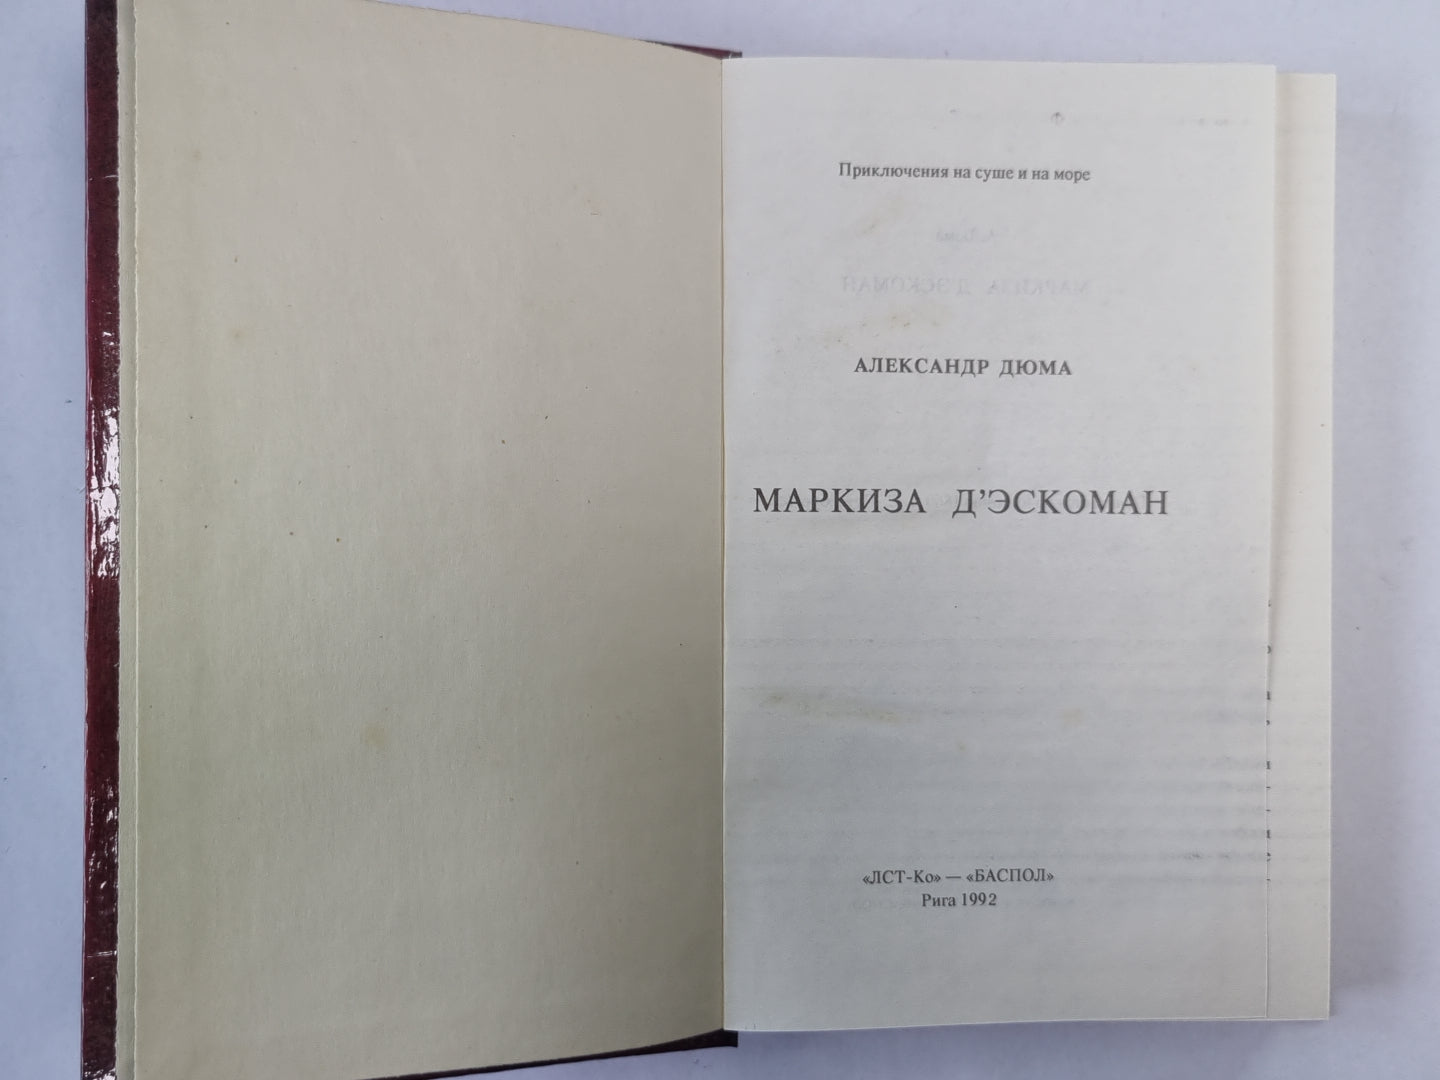 Приключения на суше и на море
АЛЕКСАНДР ДЮМА
МАРКИЗА Д’ЭСКОМАН
«ЛСТ-Ко» — «БАСПОЛ»
Рига 1992